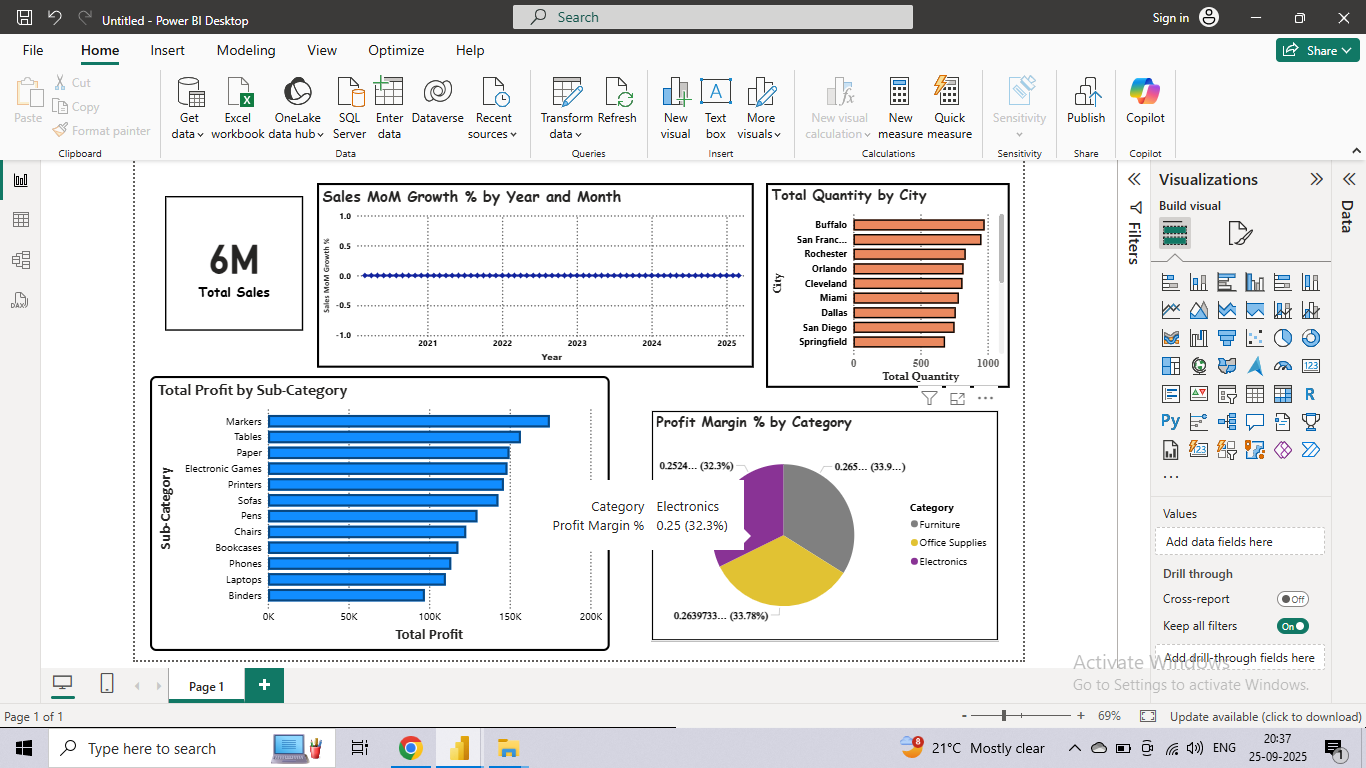 Untitled - Power BI Desktop
Search
Sign in
File Home Insert Modeling View Optimize Help
Share
Paste
Cut
Copy
Format painter
Clipboard
Get data
Excel workbook
OneLake data hub
SQL Server
Enter data
Dataverse
Recent sources
Data
Transform data
Refresh
Queries
New visual
Text box
More visuals
Insert
New visual calculation
New measure
Quick measure
Calculations
Sensitivity
Sensitivity
Publish
Share
Copilot
Copilot
6M
Total Sales
Sales MoM Growth % by Year and Month
Sales MoM Growth %
1.0
0.5
0.0
-0.5
-1.0
2021 2022 2023 2024 2025
Year
Total Quantity by City
City
Buffalo
San Franc...
Rochester
Orlando
Cleveland
Miami
Dallas
San Diego
Springfield
0 500 1000
Total Quantity
Total Profit by Sub-Category
Sub-Category
Markers
Tables
Paper
Electronic Games
Printers
Sofas
Pens
Chairs
Bookcases
Phones
Laptops
Binders
0K 50K 100K 150K 200K
Total Profit
Profit Margin % by Category
0.2524... (32.3%)
0.265... (33.9...)
0.2639733... (33.78%)
Category Electronics
Profit Margin % 0.25 (32.3%)
Category
Furniture
Office Supplies
Electronics
Filters
Visualizations
Build visual
123
R
Py
...
Values
Add data fields here
Drill through
Cross-report
Off
Keep all filters
On
Add drill-through fields here
Data
Activate Windows
Go to Settings to activate Windows.
Page 1
Page 1 of 1
- + 69%
Update available (click to download)
Type here to search
8
21°C Mostly clear
ENG
20:37
25-09-2025
1